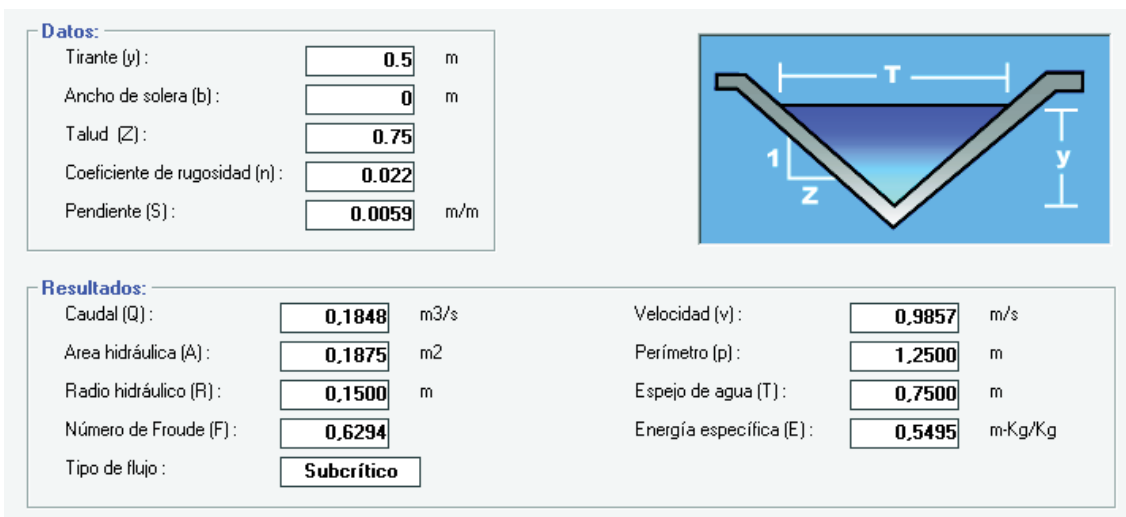 Datos:
Tirante (y) : 0.5 m
Ancho de solera (b) : 0 m
Talud (Z) : 0.75
Coeficiente de rugosidad (n) : 0.022
Pendiente (S) : 0.0059 m/m
T
1
Z
y
Resultados:
Caudal (Q) : 0,1848 m3/s Velocidad (v) : 0,9857 m/s
Area hidráulica (A) : 0,1875 m2 Perímetro (p) : 1,2500 m
Radio hidráulico (R) : 0,1500 m Espejo de agua (T) : 0,7500 m
Número de Froude (F) : 0,6294 Energía específica (E) : 0,5495 m-Kg/Kg
Tipo de flujo : Subcrítico